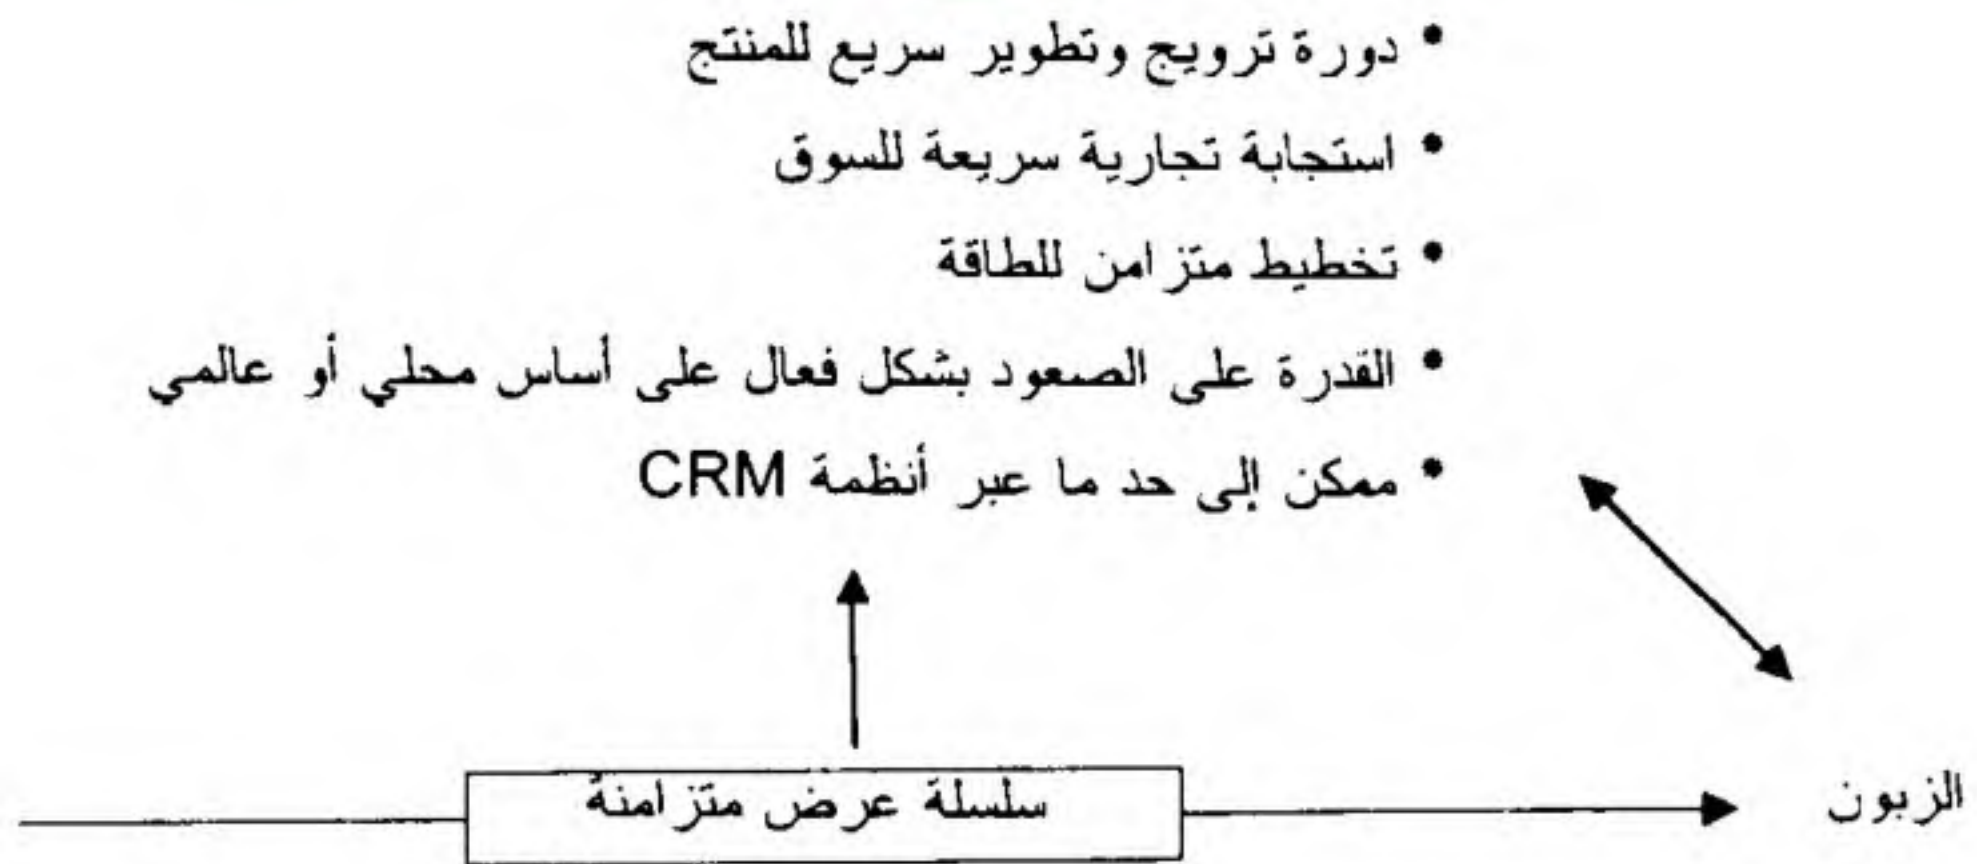 • دورة ترويج وتطوير سريع للمنتج
• استجابة تجارية سريعة للسوق
• تخطيط متزامن للطاقة
• القدرة على الصعود بشكل فعال على أساس محلي أو عالمي
• ممكن إلى حد ما عبر أنظمة CRM
الزبون
سلسلة عرض متزامنة